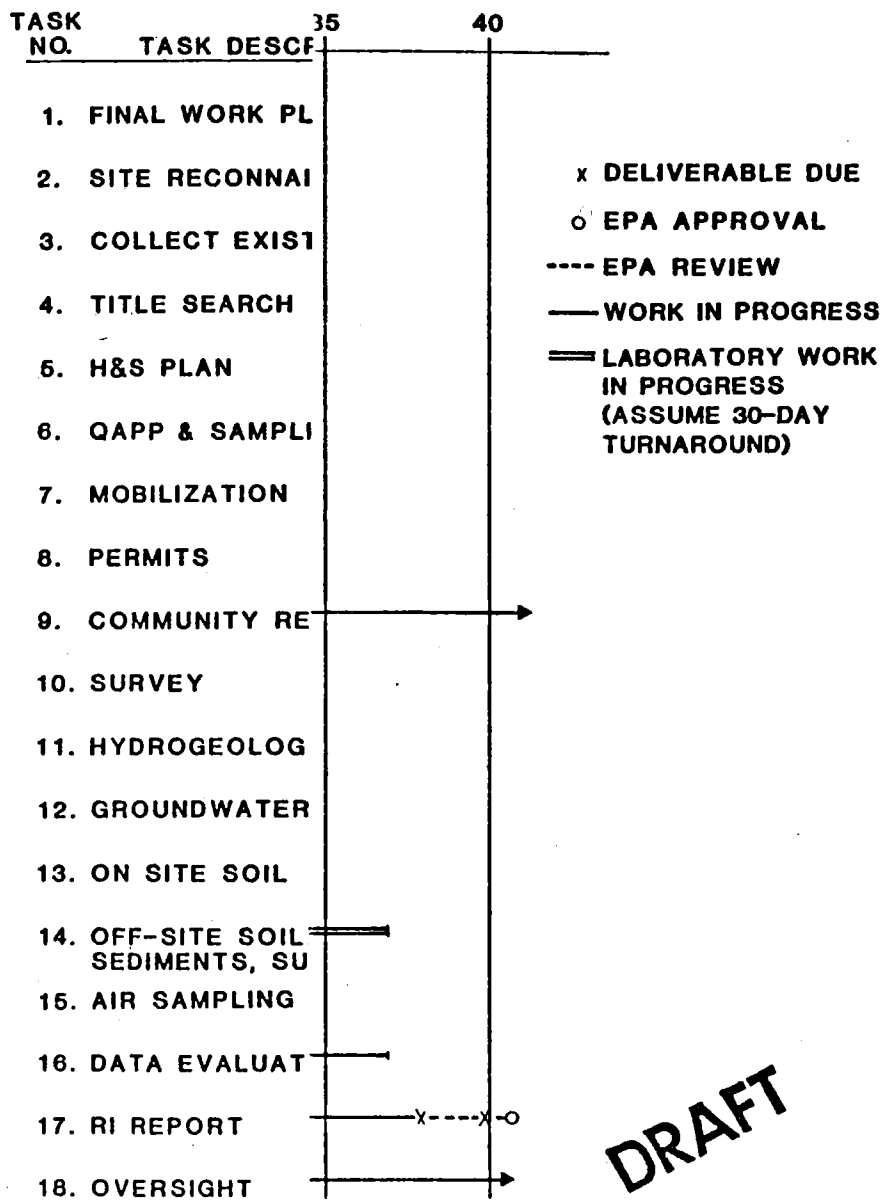 TASK 35 40
NO. TASK DESCR
1. FINAL WORK PL
2. SITE RECONNAI
3. COLLECT EXIST
4. TITLE SEARCH
5. H&S PLAN
6. QAPP & SAMPLI
7. MOBILIZATION
8. PERMITS
9. COMMUNITY RE
10. SURVEY
11. HYDROGEOLOG
12. GROUNDWATER
13. ON SITE SOIL
14. OFF-SITE SOIL
SEDIMENTS, SU
15. AIR SAMPLING
16. DATA EVALUAT
17. RI REPORT
18. OVERSIGHT
x DELIVERABLE DUE
o EPA APPROVAL
---- EPA REVIEW
WORK IN PROGRESS
LABORATORY WORK
IN PROGRESS
(ASSUME 30-DAY
TURNAROUND)
X X O
DRAFT